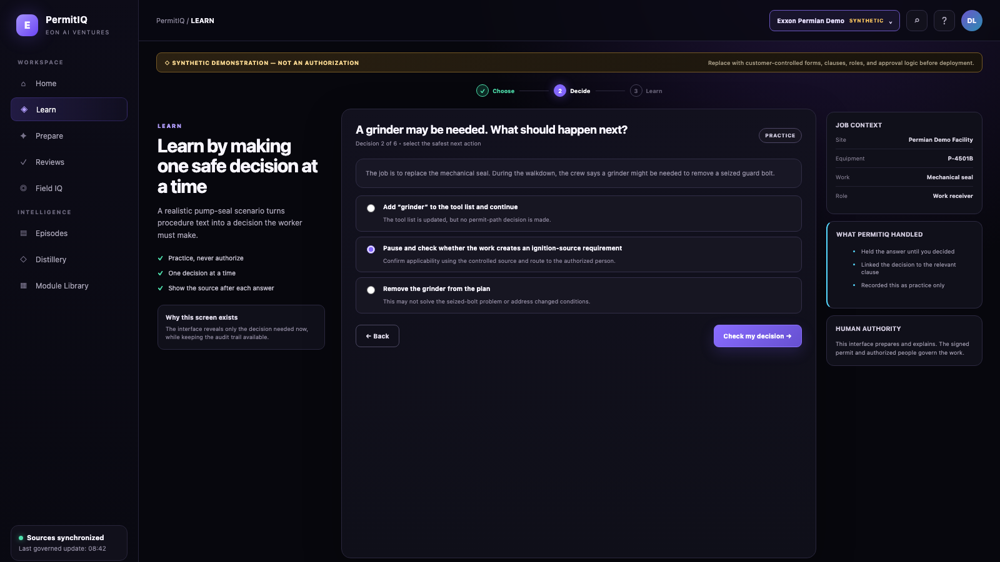 E
PermitIQ
EON AI VENTURES
WORKSPACE
Home
Learn
Prepare
Reviews
Field IQ
INTELLIGENCE
Episodes
Distillery
Module Library
Sources synchronized
Last governed update: 08:42
PermitIQ / LEARN
Exxon Permian Demo SYNTHETIC
?
DL
SYNTHETIC DEMONSTRATION — NOT AN AUTHORIZATION
Replace with customer-controlled forms, clauses, roles, and approval logic before deployment.
Choose
2 Decide
3 Learn
LEARN
Learn by making
one safe decision at
a time
A realistic pump-seal scenario turns
procedure text into a decision the worker
must make.
Practice, never authorize
One decision at a time
Show the source after each answer
Why this screen exists
The interface reveals only the decision needed now,
while keeping the audit trail available.
A grinder may be needed. What should happen next?
Decision 2 of 6 • select the safest next action
PRACTICE
The job is to replace the mechanical seal. During the walkdown, the crew says a grinder might be needed to remove a seized guard bolt.
Add “grinder” to the tool list and continue
The tool list is updated, but no permit-path decision is made.
Pause and check whether the work creates an ignition-source requirement
Confirm applicability using the controlled source and route to the authorized person.
Remove the grinder from the plan
This may not solve the seized-bolt problem or address changed conditions.
← Back
Check my decision →
JOB CONTEXT
Site Permian Demo Facility
Equipment P-4501B
Work Mechanical seal
Role Work receiver
WHAT PERMITIQ HANDLED
• Held the answer until you decided
• Linked the decision to the relevant
clause
• Recorded this as practice only
HUMAN AUTHORITY
This interface prepares and explains. The signed
permit and authorized people govern the work.